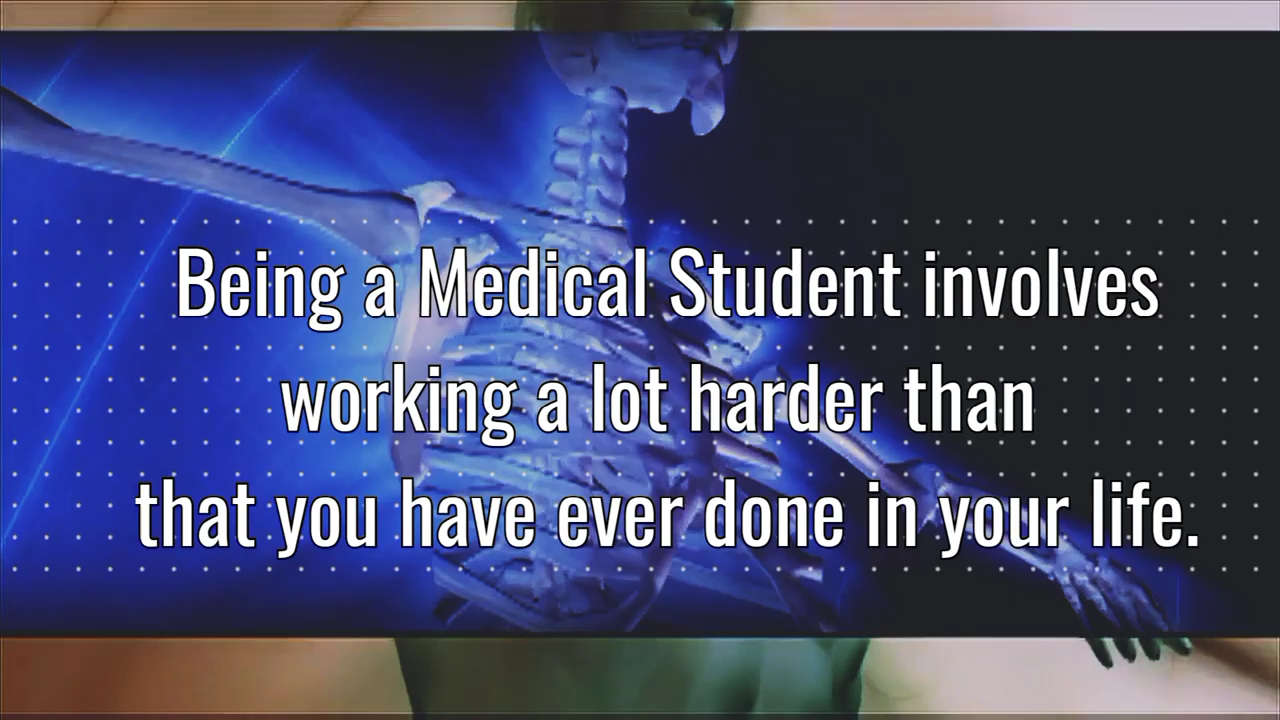 Being a Medical Student involves
working a lot harder than
that you have ever done in your life.